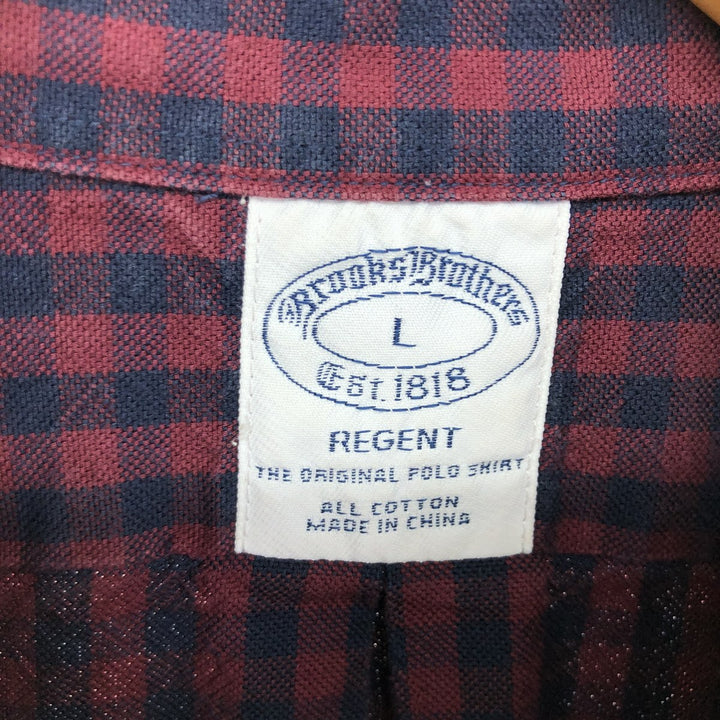 Brooks Brothers
L
Est. 1818
REGENT
THE ORIGINAL POLO SHIRT
ALL COTTON
MADE IN CHINA